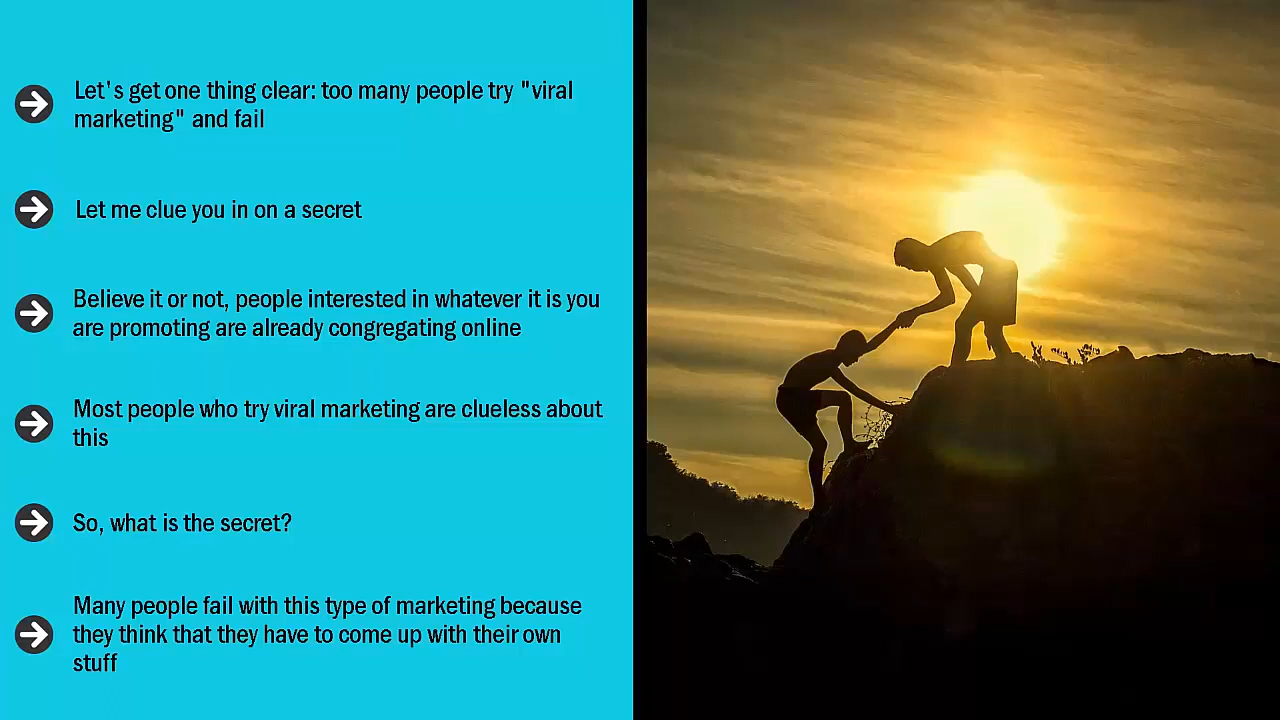 Let's get one thing clear: too many people try "viral
marketing" and fail
Let me clue you in on a secret
Believe it or not, people interested in whatever it is you
are promoting are already congregating online
Most people who try viral marketing are clueless about
this
So, what is the secret?
Many people fail with this type of marketing because
they think that they have to come up with their own
stuff